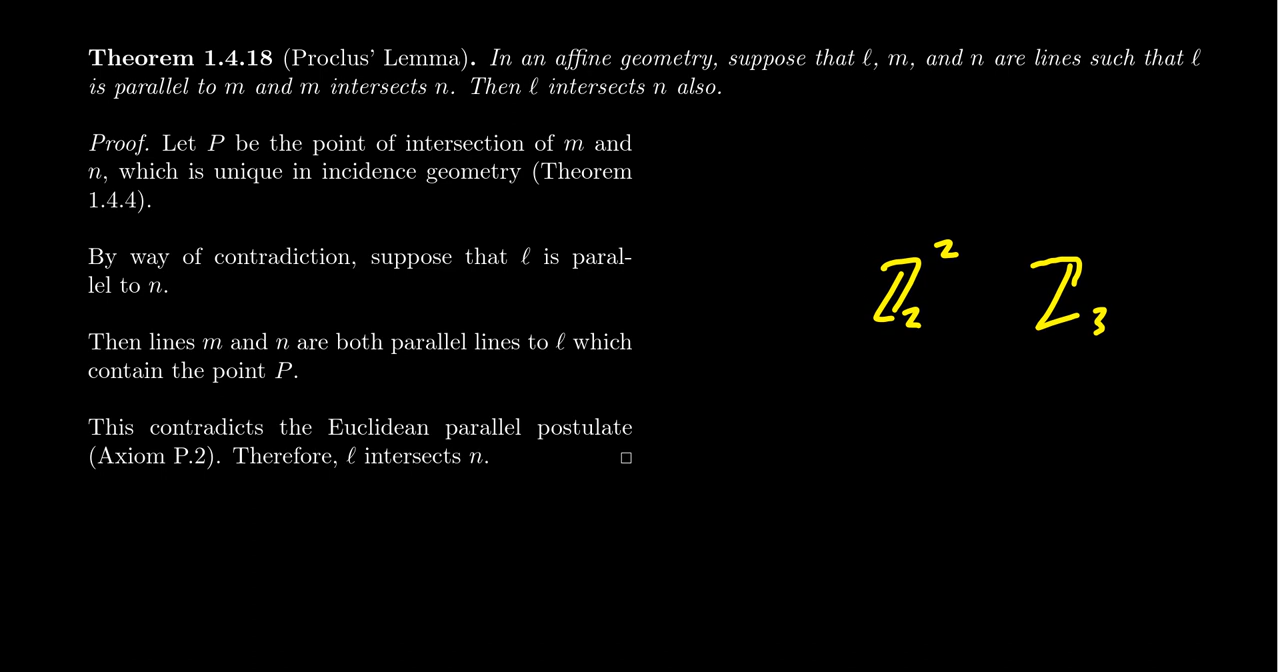 Theorem 1.4.18 (Proclus' Lemma). In an affine geometry, suppose that ℓ, m, and n are lines such that ℓ
is parallel to m and m intersects n. Then ℓ intersects n also.
Proof. Let P be the point of intersection of m and
n, which is unique in incidence geometry (Theorem
1.4.4).
By way of contradiction, suppose that ℓ is paral-
lel to n.
Then lines m and n are both parallel lines to ℓ which
contain the point P.
This contradicts the Euclidean parallel postulate
(Axiom P.2). Therefore, ℓ intersects n. □
ℤ₂² ℤ₃